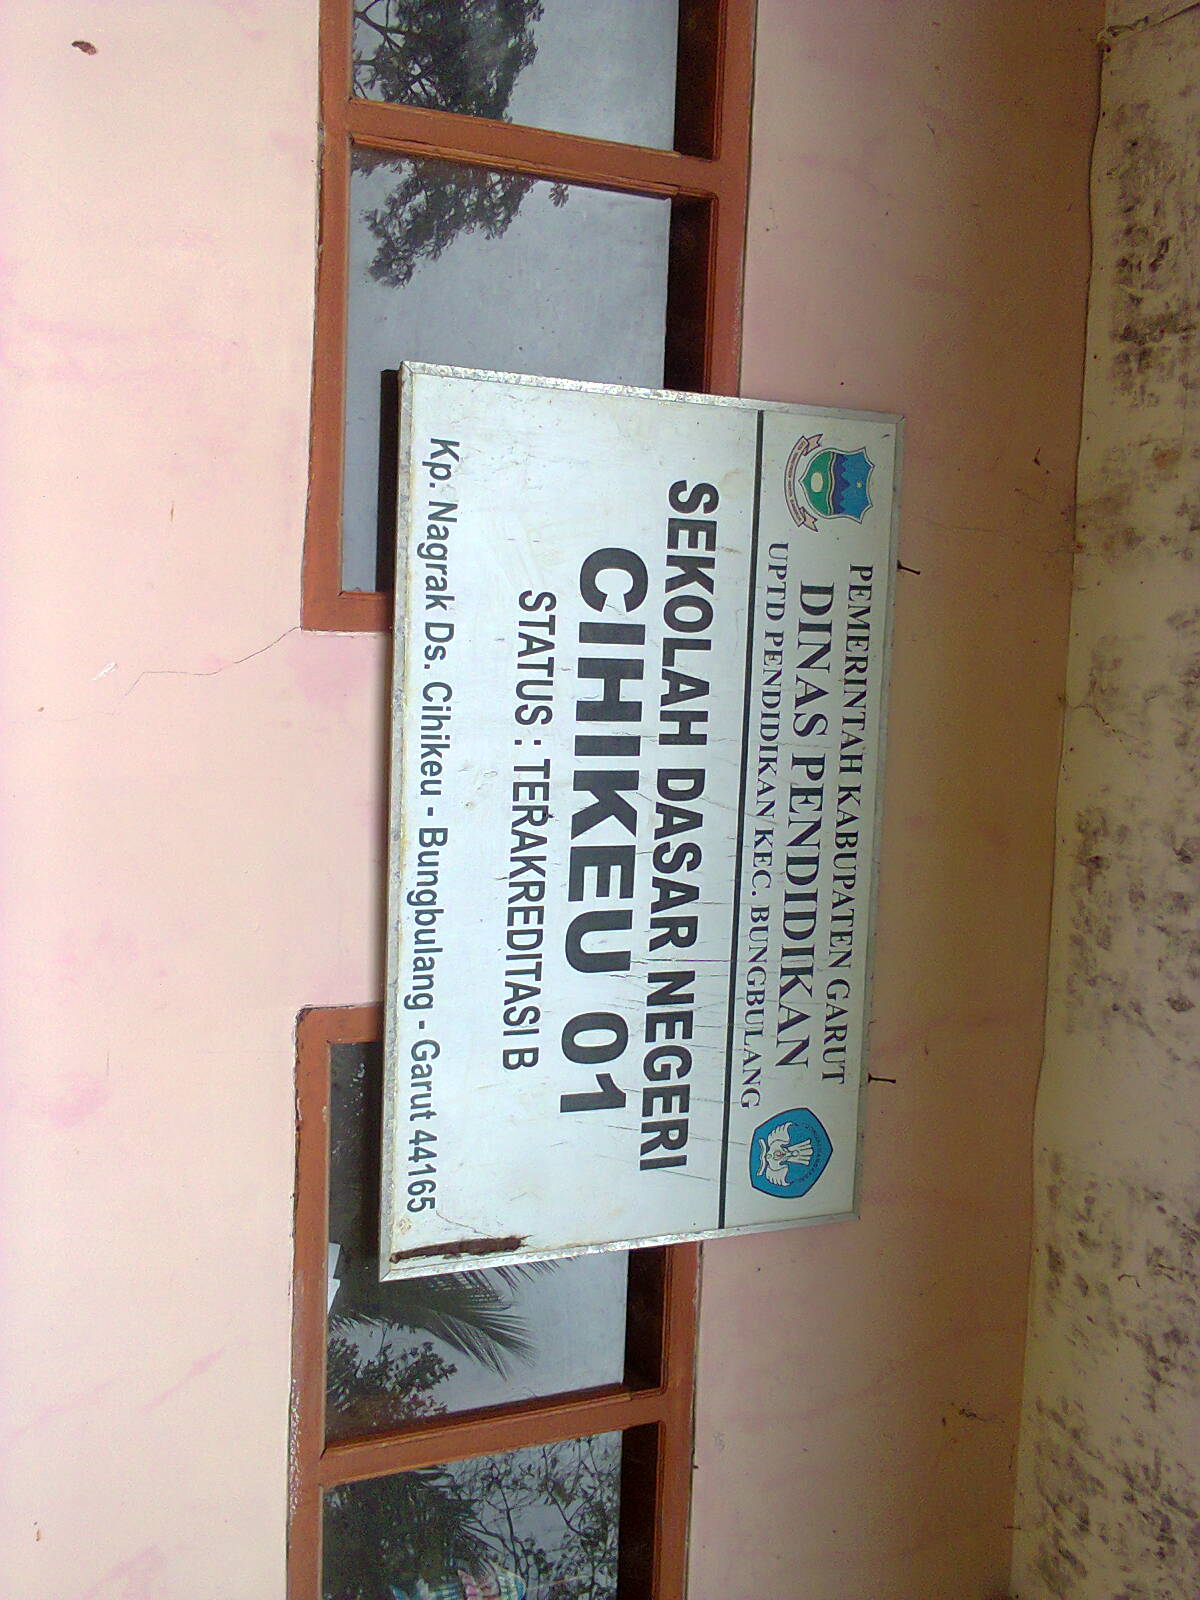 PEMERINTAH KABUPATEN GARUT
DINAS PENDIDIKAN
UPTD PENDIDIKAN KEC. BUNGBULANG
SEKOLAH DASAR NEGERI
CIHIKEU 01
STATUS : TERAKREDITASI B
Kp. Nagrak Ds. Cihikeu - Bungbulang - Garut 44165